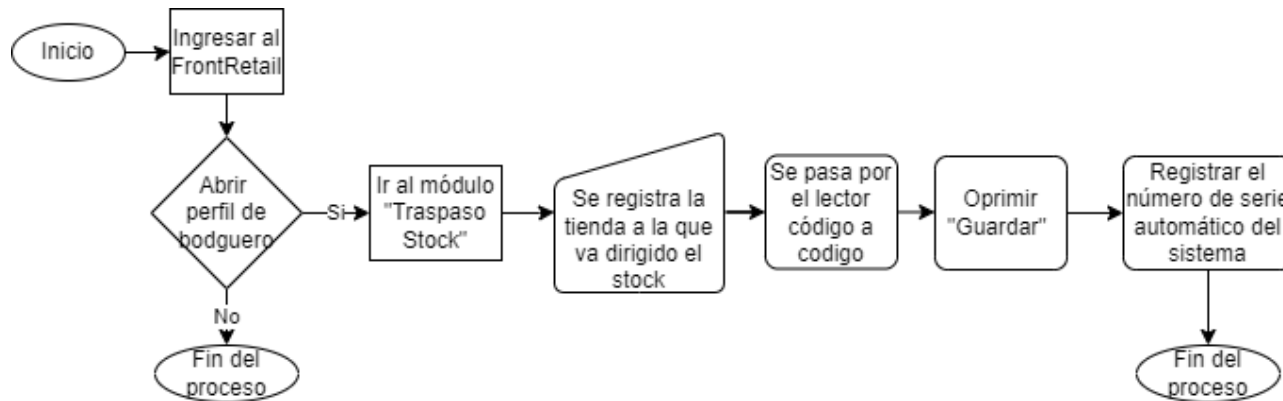 Inicio
Ingresar al
FrontRetail
Abrir
perfil de
bodguero
Si
Ir al módulo
"Traspaso
Stock"
Se registra la
tienda a la que
va dirigido el
stock
Se pasa por
el lector
código a
codigo
Oprimir
"Guardar"
Registrar el
número de serie
automático del
sistema
No
Fin del
proceso
Fin del
proceso